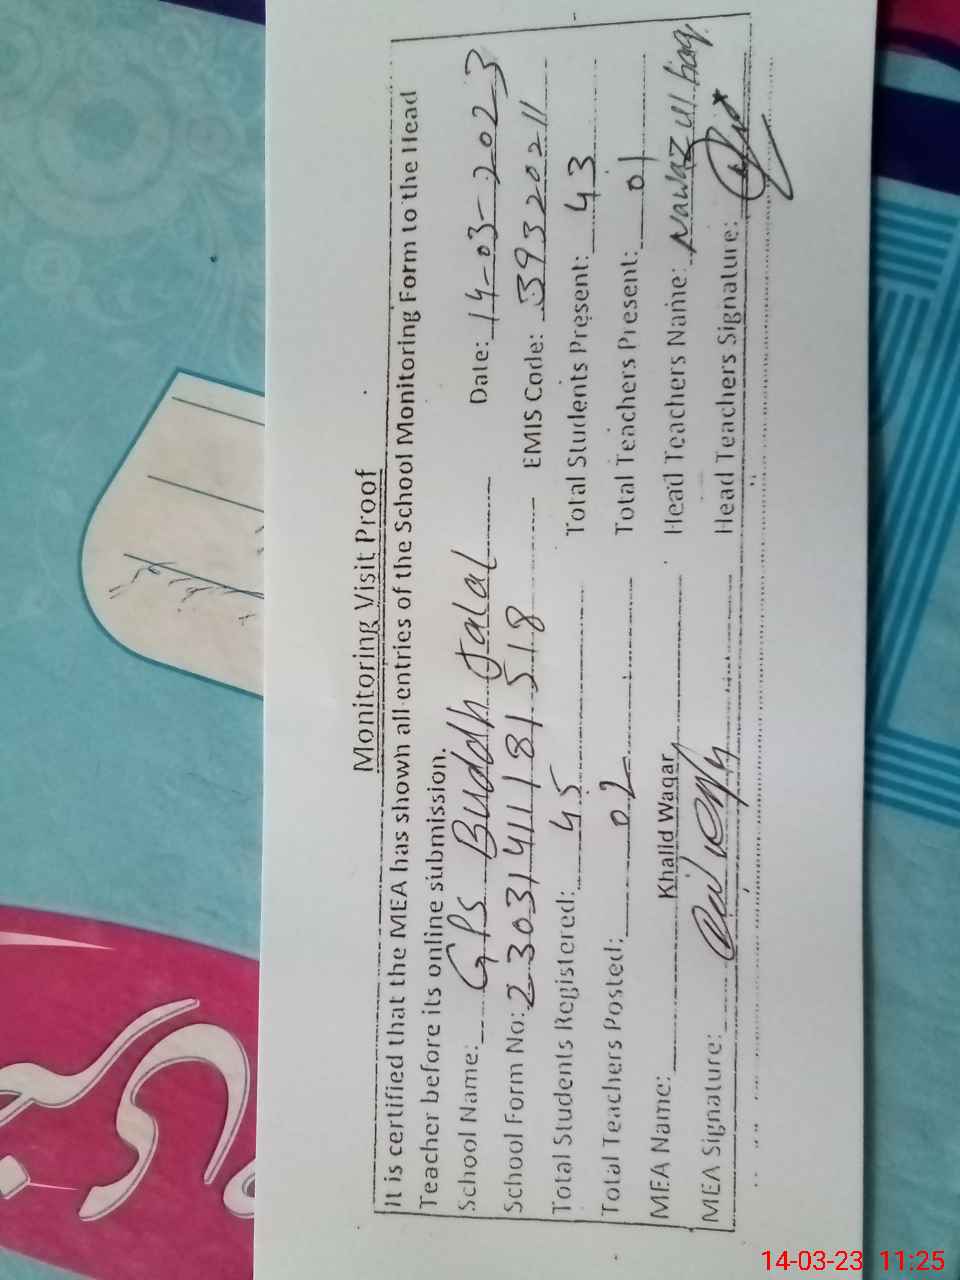 Monitoring Visit Proof
It is certified that the MEA has shown all entries of the School Monitoring Form to the Head
Teacher before its online submission.
School Name: GPS Buddh Jalal Date: 14-03-2023
School Form No: 23031411181518 EMIS Code: 39320211
Total Students Registered: 45 Total Students Present: 43
Total Teachers Posted: 02 Total Teachers Present: 01
MEA Name: Khalid Waqar Head Teachers Name: Nawaz ul haq
MEA Signature: Head Teachers Signature:
14-03-23 11:25